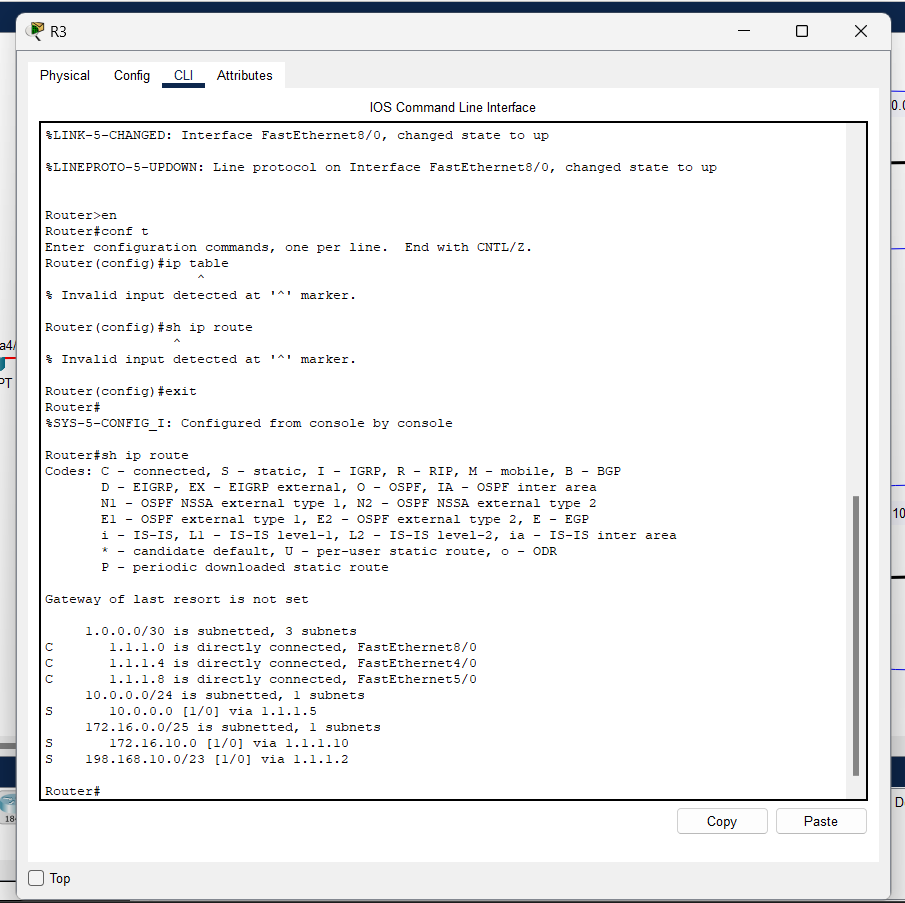 R3
Physical Config CLI Attributes
IOS Command Line Interface
%LINK-5-CHANGED: Interface FastEthernet8/0, changed state to up
%LINEPROTO-5-UPDOWN: Line protocol on Interface FastEthernet8/0, changed state to up
Router>en
Router#conf t
Enter configuration commands, one per line.  End with CNTL/Z.
Router(config)#ip table
^
% Invalid input detected at '^' marker.
Router(config)#sh ip route
^
% Invalid input detected at '^' marker.
Router(config)#exit
Router#
%SYS-5-CONFIG_I: Configured from console by console
Router#sh ip route
Codes: C - connected, S - static, I - IGRP, R - RIP, M - mobile, B - BGP
D - EIGRP, EX - EIGRP external, O - OSPF, IA - OSPF inter area
N1 - OSPF NSSA external type 1, N2 - OSPF NSSA external type 2
E1 - OSPF external type 1, E2 - OSPF external type 2, E - EGP
i - IS-IS, L1 - IS-IS level-1, L2 - IS-IS level-2, ia - IS-IS inter area
* - candidate default, U - per-user static route, o - ODR
P - periodic downloaded static route
Gateway of last resort is not set
1.0.0.0/30 is subnetted, 3 subnets
C 1.1.1.0 is directly connected, FastEthernet8/0
C 1.1.1.4 is directly connected, FastEthernet4/0
C 1.1.1.8 is directly connected, FastEthernet5/0
10.0.0.0/24 is subnetted, 1 subnets
S 10.0.0.0 [1/0] via 1.1.1.5
172.16.0.0/25 is subnetted, 1 subnets
S 172.16.10.0 [1/0] via 1.1.1.10
S 198.168.10.0/23 [1/0] via 1.1.1.2
Router#
Copy Paste
Top
a4/
PT
10